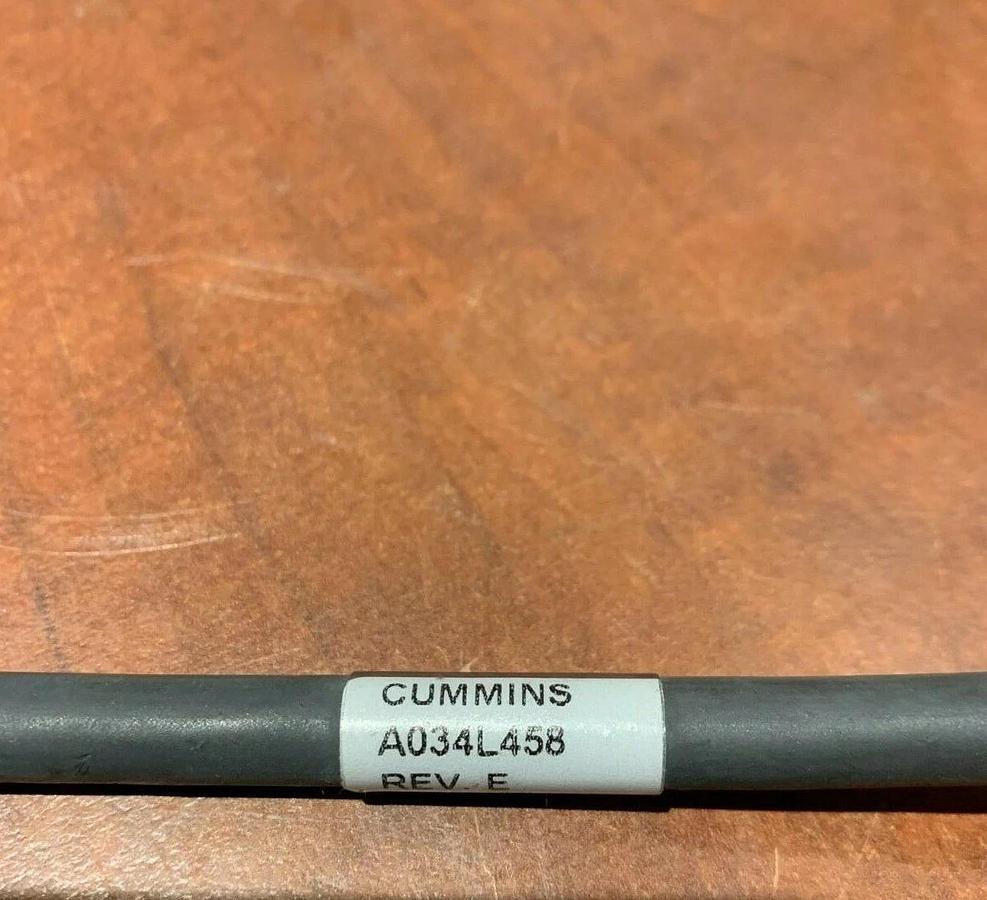 CUMMINS
A034L458
REV. E